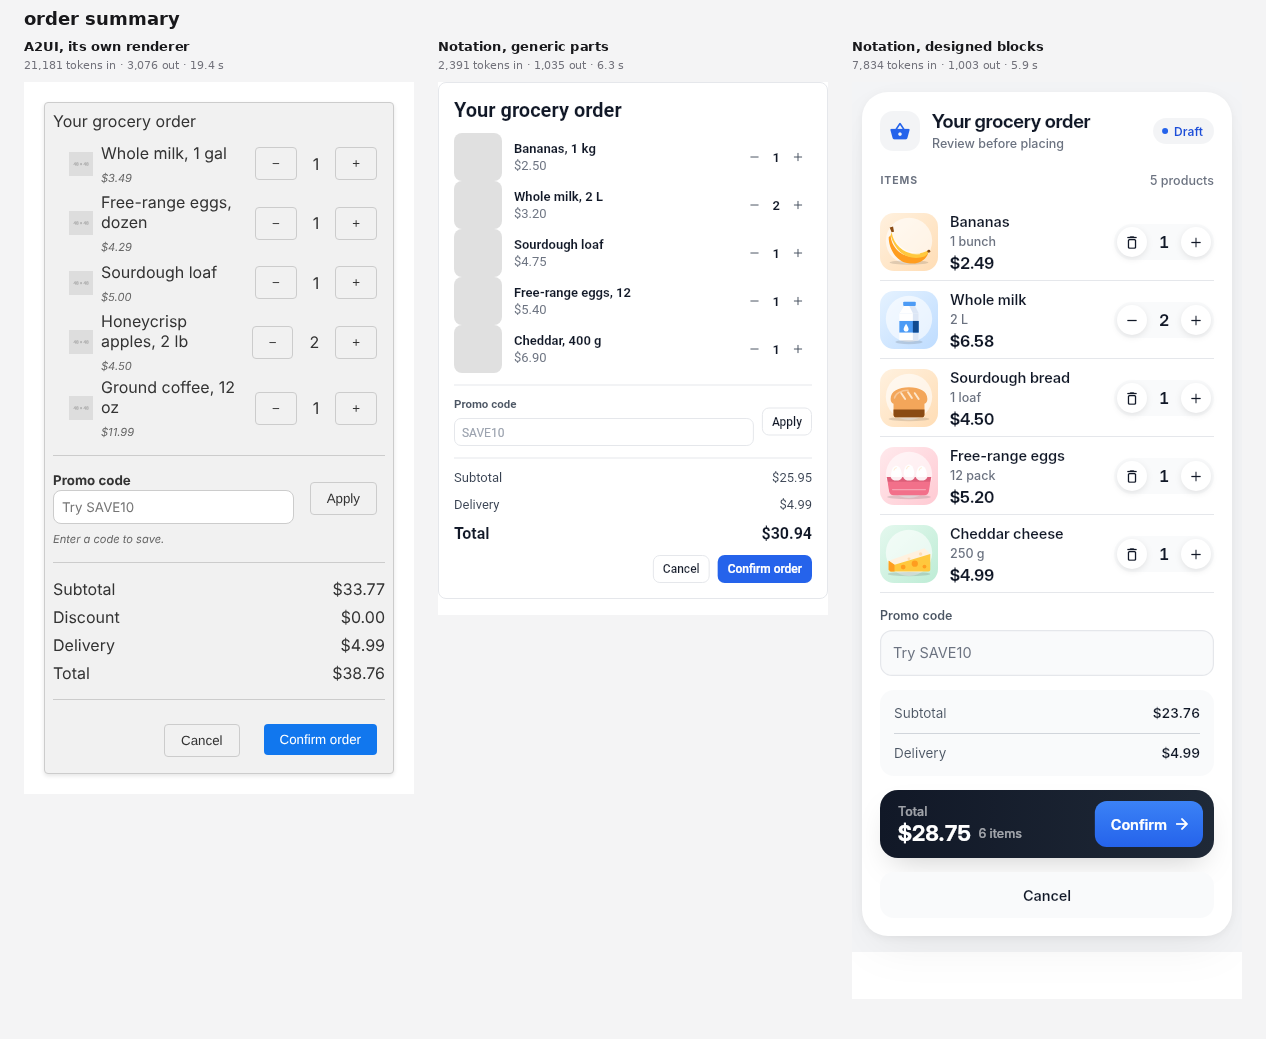 order summary
A2UI, its own renderer
21,181 tokens in · 3,076 out · 19.4 s
Your grocery order
Whole milk, 1 gal
$3.49
− 1 +
Free-range eggs,
dozen
$4.29
− 1 +
Sourdough loaf
$5.00
− 1 +
Honeycrisp
apples, 2 lb
$4.50
− 2 +
Ground coffee, 12
oz
$11.99
− 1 +
Promo code
Try SAVE10
Apply
Enter a code to save.
Subtotal $33.77
Discount $0.00
Delivery $4.99
Total $38.76
Cancel Confirm order
Notation, generic parts
2,391 tokens in · 1,035 out · 6.3 s
Your grocery order
Bananas, 1 kg
$2.50
− 1 +
Whole milk, 2 L
$3.20
− 2 +
Sourdough loaf
$4.75
− 1 +
Free-range eggs, 12
$5.40
− 1 +
Cheddar, 400 g
$6.90
− 1 +
Promo code
SAVE10
Apply
Subtotal $25.95
Delivery $4.99
Total $30.94
Cancel Confirm order
Notation, designed blocks
7,834 tokens in · 1,003 out · 5.9 s
Your grocery order
Review before placing
Draft
ITEMS 5 products
Bananas
1 bunch
$2.49
1 +
Whole milk
2 L
$6.58
− 2 +
Sourdough bread
1 loaf
$4.50
1 +
Free-range eggs
12 pack
$5.20
1 +
Cheddar cheese
250 g
$4.99
1 +
Promo code
Try SAVE10
Subtotal $23.76
Delivery $4.99
Total
$28.75 6 items
Confirm →
Cancel